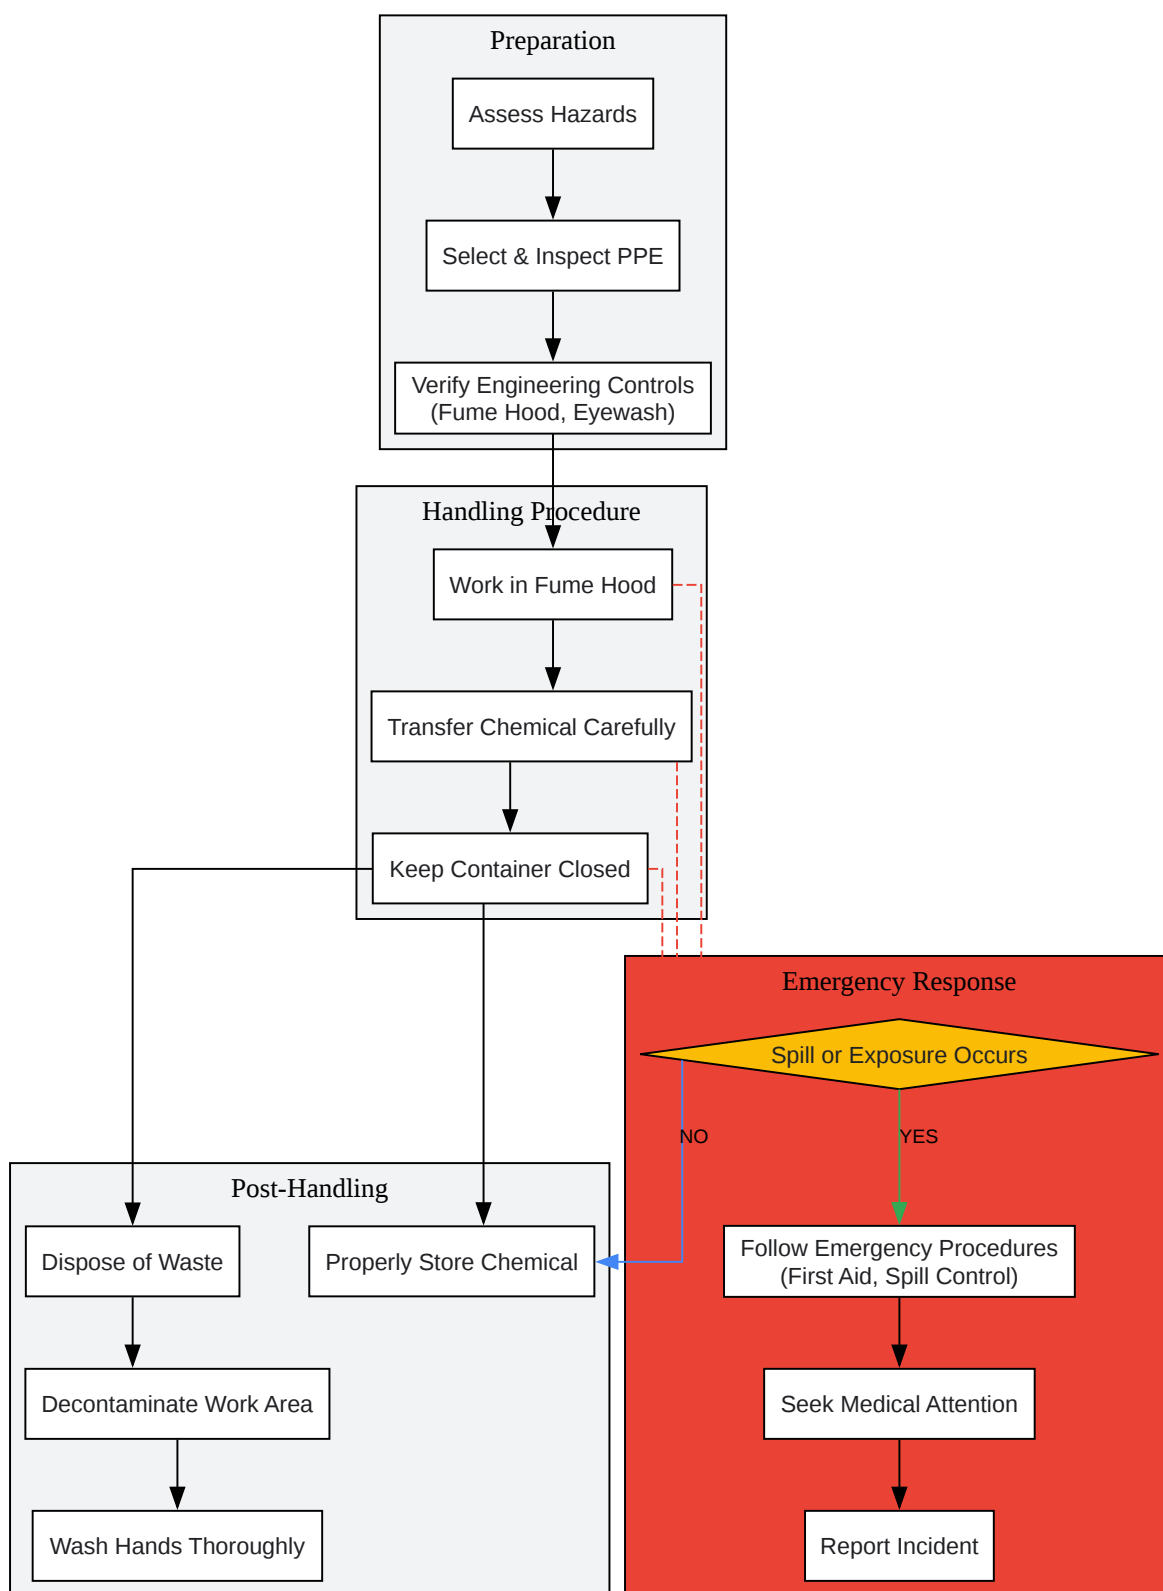 Preparation
Assess Hazards
Select & Inspect PPE
Verify Engineering Controls
(Fume Hood, Eyewash)
Handling Procedure
Work in Fume Hood
Transfer Chemical Carefully
Keep Container Closed
Emergency Response
Spill or Exposure Occurs
NO
YES
Post-Handling
Dispose of Waste
Properly Store Chemical
Follow Emergency Procedures
(First Aid, Spill Control)
Decontaminate Work Area
Seek Medical Attention
Wash Hands Thoroughly
Report Incident